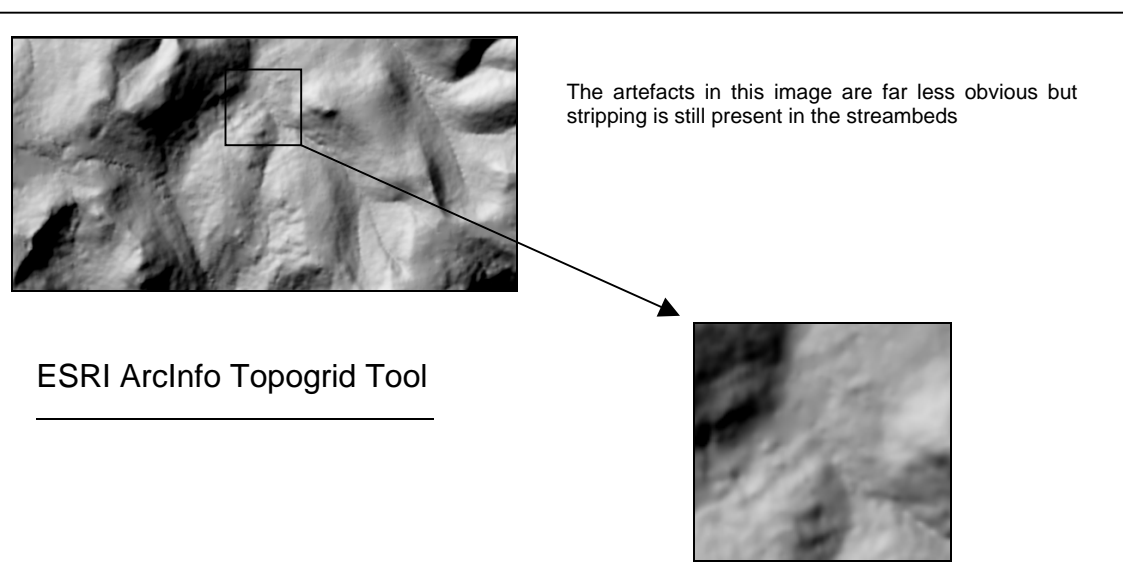 The artefacts in this image are far less obvious but
stripping is still present in the streambeds
ESRI ArcInfo Topogrid Tool